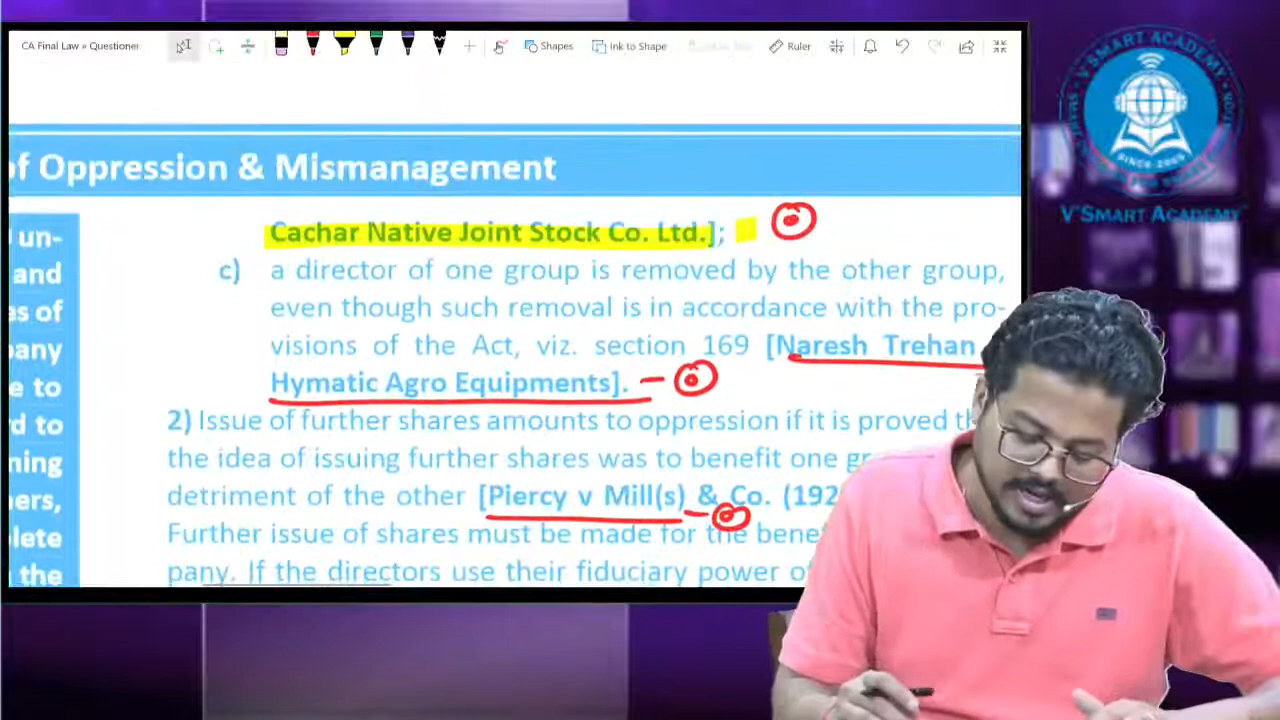 CA Final Law » Questioner
Shapes
Ink to Shape
Ruler
of Oppression & Mismanagement
un-
and
es of
pany
e to
d to
ning
ers,
lete
the
Cachar Native Joint Stock Co. Ltd.];
c) a director of one group is removed by the other group,
even though such removal is in accordance with the pro-
visions of the Act, viz. section 169 [Naresh Trehan
Hymatic Agro Equipments].
2) Issue of further shares amounts to oppression if it is proved th
the idea of issuing further shares was to benefit one gr
detriment of the other [Piercy v Mill(s) & Co. (192
Further issue of shares must be made for the bene
pany. If the directors use their fiduciary power of
V'SMART ACADEMY
SINCE-2005
V'SMART ACADEMY